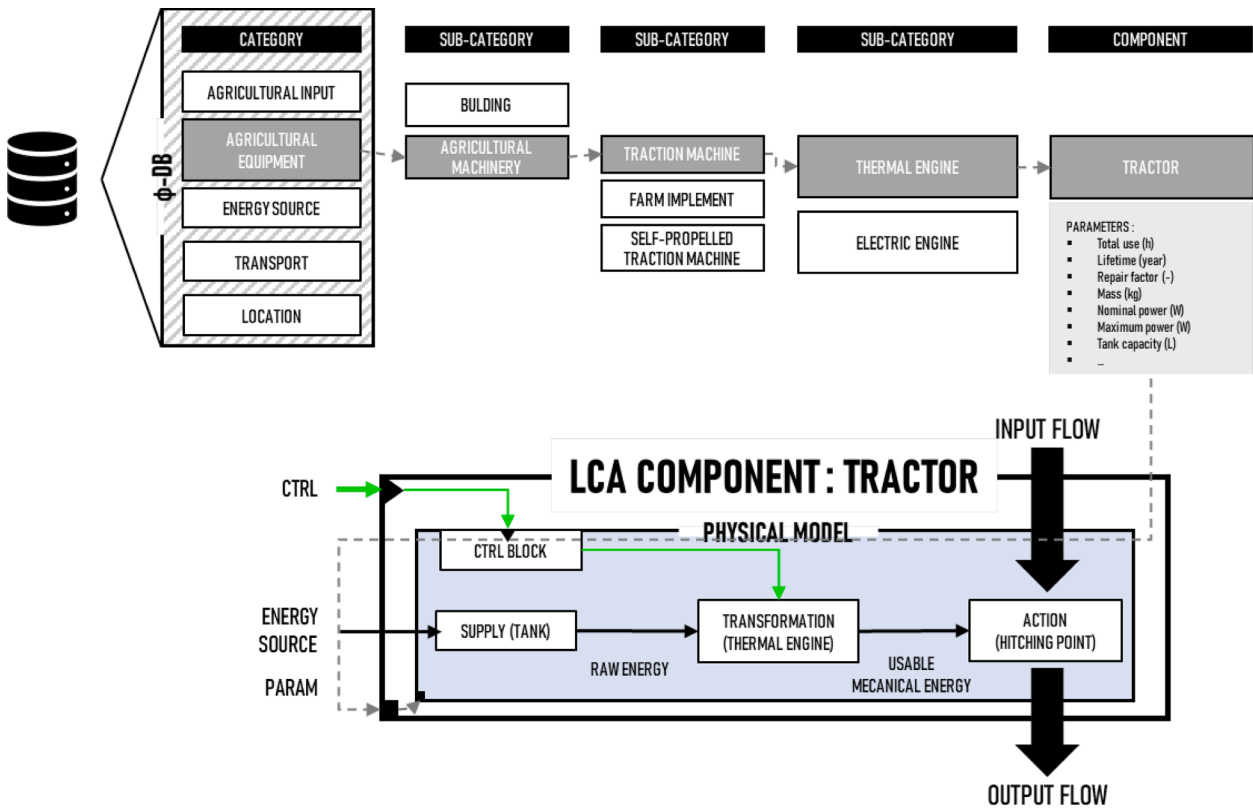 CATEGORY
SUB-CATEGORY
SUB-CATEGORY
SUB-CATEGORY
COMPONENT
Φ-DB
AGRICULTURAL INPUT
AGRICULTURAL
EQUIPMENT
ENERGY SOURCE
TRANSPORT
LOCATION
BULDING
AGRICULTURAL
MACHINERY
TRACTION MACHINE
FARM IMPLEMENT
SELF-PROPELLED
TRACTION MACHINE
THERMAL ENGINE
ELECTRIC ENGINE
TRACTOR
PARAMETERS :
▪ Total use (h)
▪ Lifetime (year)
▪ Repair factor (-)
▪ Mass (kg)
▪ Nominal power (W)
▪ Maximum power (W)
▪ Tank capacity (L)
▪ _
INPUT FLOW
LCA COMPONENT : TRACTOR
CTRL
PHYSICAL MODEL
CTRL BLOCK
ENERGY
SOURCE
SUPPLY (TANK)
RAW ENERGY
TRANSFORMATION
(THERMAL ENGINE)
USABLE
MECANICAL ENERGY
ACTION
(HITCHING POINT)
PARAM
OUTPUT FLOW